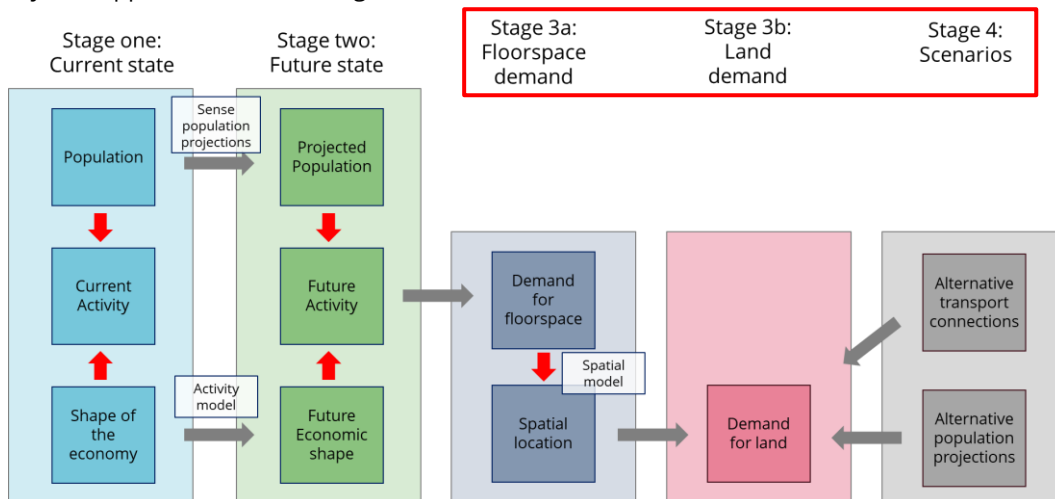 Stage one:
Current state
Stage two:
Future state
Stage 3a:
Floorspace
demand
Stage 3b:
Land
demand
Stage 4:
Scenarios
Population
Sense
population
projections
Projected
Population
Current
Activity
Future
Activity
Demand
for
floorspace
Alternative
transport
connections
Spatial
model
Activity
model
Shape of
the
economy
Future
Economic
shape
Spatial
location
Demand
for land
Alternative
population
projections